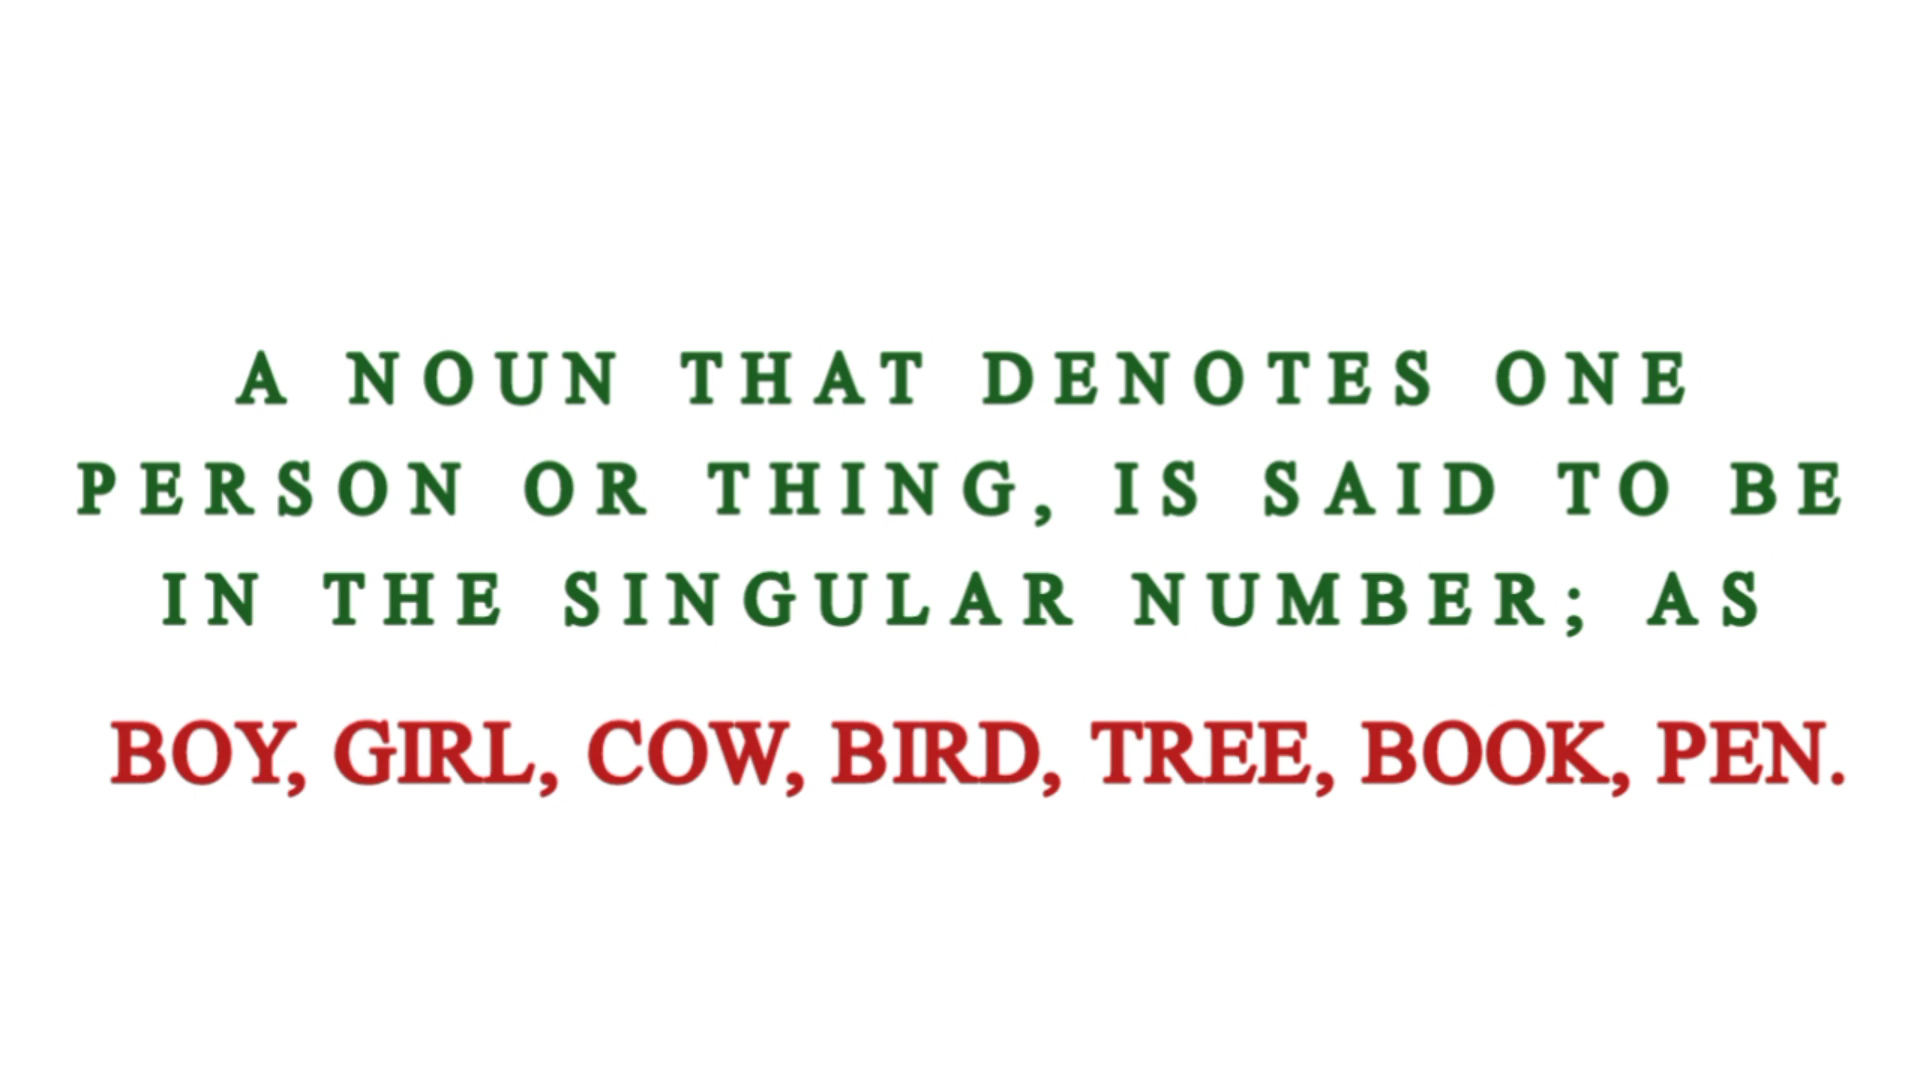 A NOUN THAT DENOTES ONE
PERSON OR THING, IS SAID TO BE
IN THE SINGULAR NUMBER; AS
BOY, GIRL, COW, BIRD, TREE, BOOK, PEN.